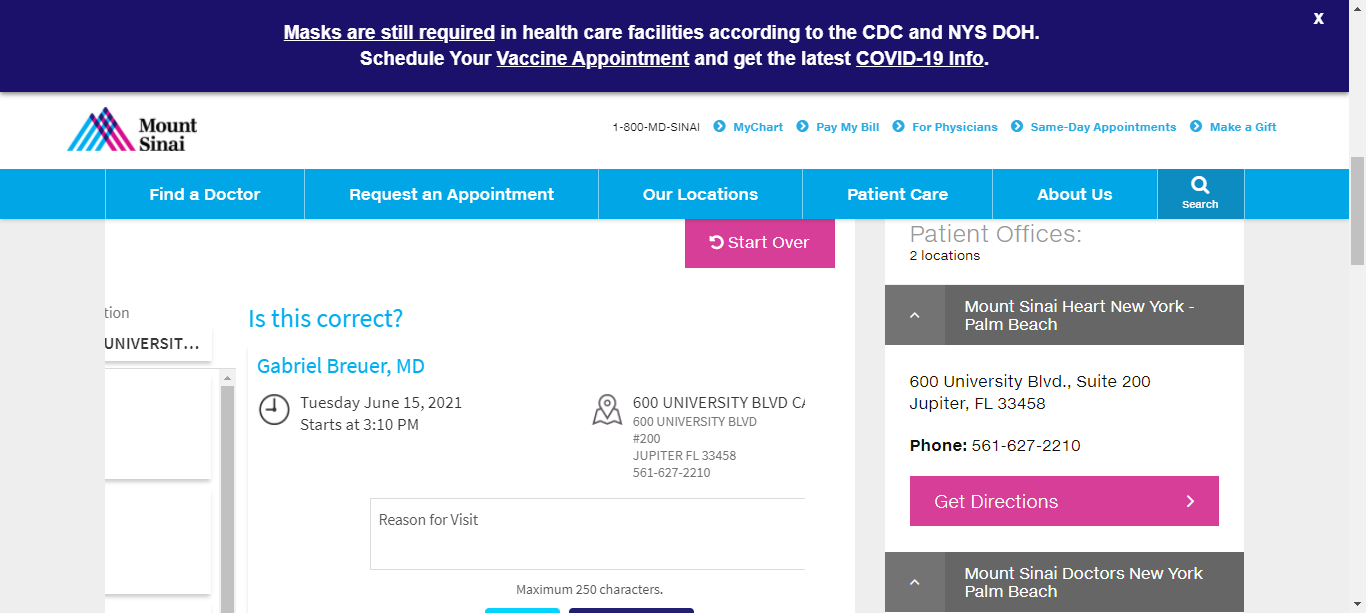 Masks are still required in health care facilities according to the CDC and NYS DOH.
Schedule Your Vaccine Appointment and get the latest COVID-19 Info.
X
Mount
Sinai
1-800-MD-SINAI MyChart Pay My Bill For Physicians Same-Day Appointments Make a Gift
Find a Doctor Request an Appointment Our Locations Patient Care About Us Search
Start Over
tion
UNIVERSIT...
Is this correct?
Gabriel Breuer, MD
Tuesday June 15, 2021
Starts at 3:10 PM
600 UNIVERSITY BLVD CA
600 UNIVERSITY BLVD
#200
JUPITER FL 33458
561-627-2210
Reason for Visit
Maximum 250 characters.
Patient Offices:
2 locations
Mount Sinai Heart New York -
Palm Beach
600 University Blvd., Suite 200
Jupiter, FL 33458
Phone: 561-627-2210
Get Directions
Mount Sinai Doctors New York
Palm Beach